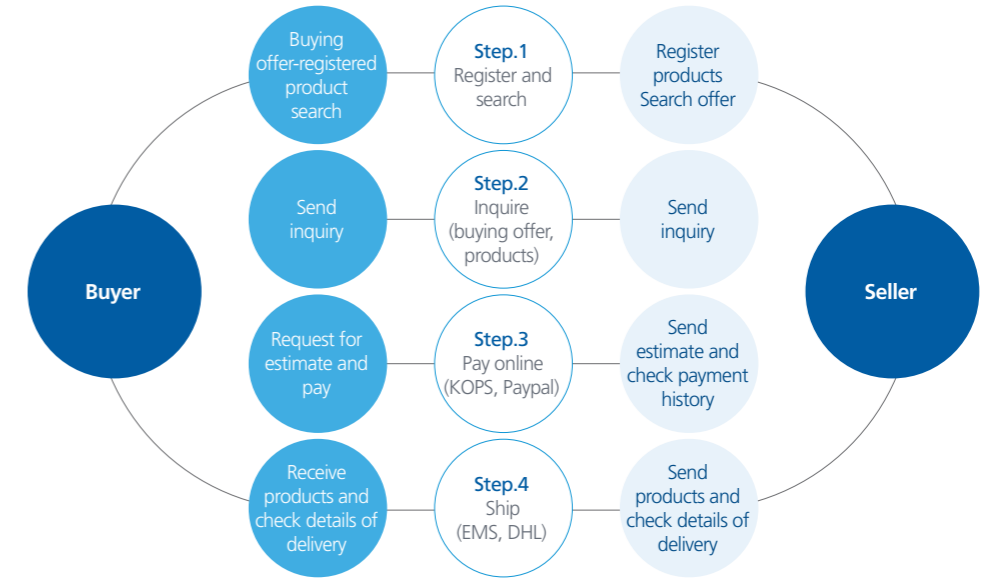 Buying
offer-registered
product
search
Step.1
Register and
search
Register
products
Search offer
Send
inquiry
Step.2
Inquire
(buying offer,
products)
Send
inquiry
Buyer
Seller
Request for
estimate and
pay
Step.3
Pay online
(KOPS, Paypal)
Send
estimate and
check payment
history
Receive
products and
check details of
delivery
Step.4
Ship
(EMS, DHL)
Send
products and
check details of
delivery